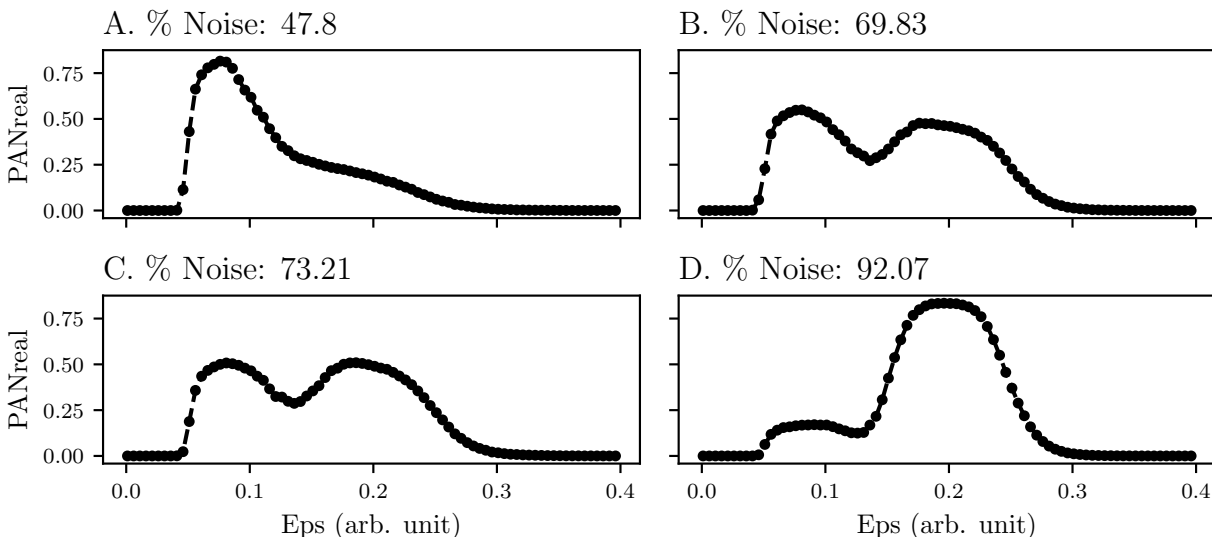 A. % Noise: 47.8
B. % Noise: 69.83
PANreal
0.75
0.50
0.25
0.00
C. % Noise: 73.21
D. % Noise: 92.07
PANreal
0.75
0.50
0.25
0.00
0.0 0.1 0.2 0.3 0.4
0.0 0.1 0.2 0.3 0.4
Eps (arb. unit)
Eps (arb. unit)